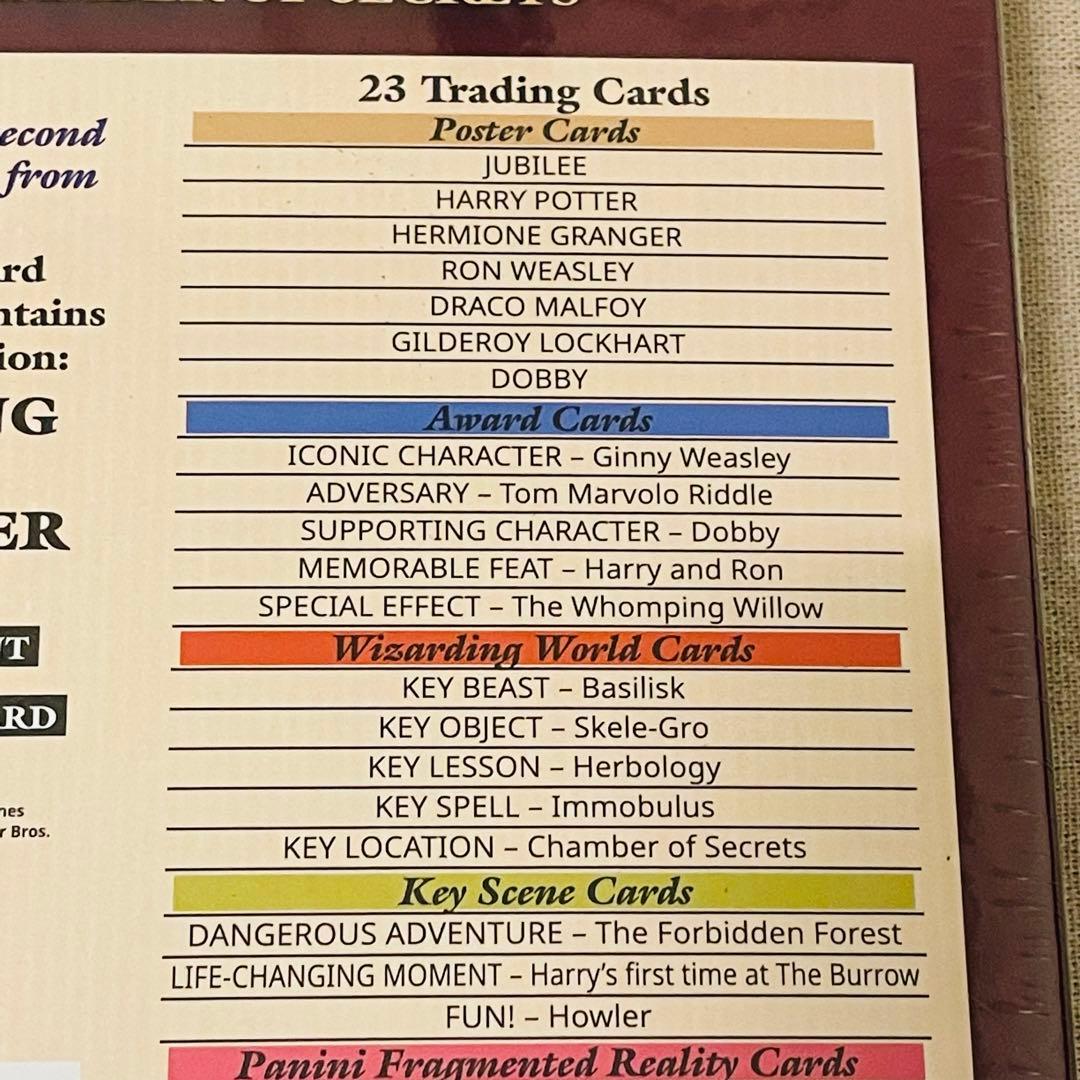 SECRETS
second
from
rd
ntains
ion:
NG
ER
NT
RD
nes
r Bros.
23 Trading Cards
Poster Cards
JUBILEE
HARRY POTTER
HERMIONE GRANGER
RON WEASLEY
DRACO MALFOY
GILDEROY LOCKHART
DOBBY
Award Cards
ICONIC CHARACTER – Ginny Weasley
ADVERSARY – Tom Marvolo Riddle
SUPPORTING CHARACTER – Dobby
MEMORABLE FEAT – Harry and Ron
SPECIAL EFFECT – The Whomping Willow
Wizarding World Cards
KEY BEAST – Basilisk
KEY OBJECT – Skele-Gro
KEY LESSON – Herbology
KEY SPELL – Immobulus
KEY LOCATION – Chamber of Secrets
Key Scene Cards
DANGEROUS ADVENTURE – The Forbidden Forest
LIFE-CHANGING MOMENT – Harry's first time at The Burrow
FUN! – Howler
Panini Fragmented Reality Cards